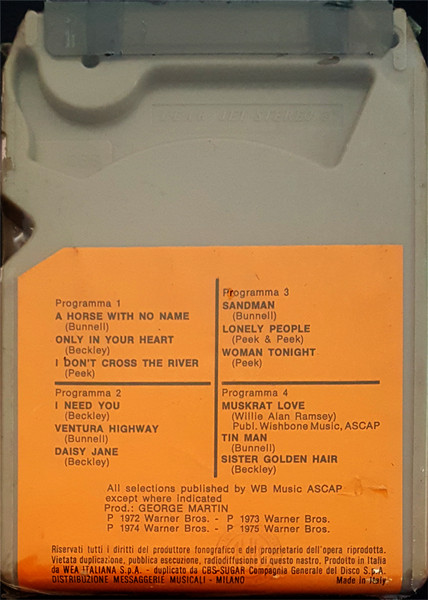 Programma 1
A HORSE WITH NO NAME
(Bunnell)
ONLY IN YOUR HEART
(Beckley)
I DON'T CROSS THE RIVER
(Peek)
Programma 2
I NEED YOU
(Beckley)
VENTURA HIGHWAY
(Bunnell)
DAISY JANE
(Beckley)
Programma 3
SANDMAN
(Bunnell)
LONELY PEOPLE
(Peek & Peek)
WOMAN TONIGHT
(Peek)
Programma 4
MUSKRAT LOVE
(Willie Alan Ramsey)
Publ. Wishbone Music, ASCAP
TIN MAN
(Bunnell)
SISTER GOLDEN HAIR
(Beckley)
All selections published by WB Music ASCAP
except where indicated
Prod.: GEORGE MARTIN
P 1972 Warner Bros. - P 1973 Warner Bros.
P 1974 Warner Bros. - P 1975 Warner Bros.
Riservati tutti i diritti del produttore fonografico e del proprietario dell'opera riprodotta.
Vietata duplicazione, pubblica esecuzione, radiodiffusione di questo nastro. Prodotto in Italia
da WEA ITALIANA S.p.A. - duplicato da CBS-SUGAR Compagnia Generale del Disco S.p.A.
DISTRIBUZIONE MESSAGGERIE MUSICALI - MILANO
Made in Italy